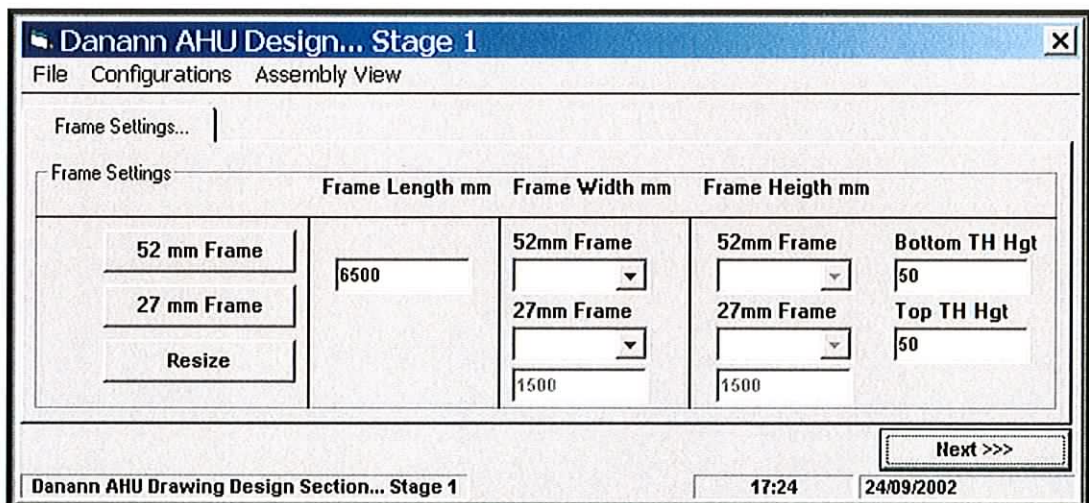 Danann AHU Design... Stage 1
File Configurations Assembly View
Frame Settings...
Frame Settings
Frame Length mm Frame Width mm Frame Heigth mm
52 mm Frame
27 mm Frame
Resize
6500
52mm Frame
27mm Frame
1500
52mm Frame
27mm Frame
1500
Bottom TH Hgt
50
Top TH Hgt
50
Next >>>
Danann AHU Drawing Design Section... Stage 1 17:24 24/09/2002